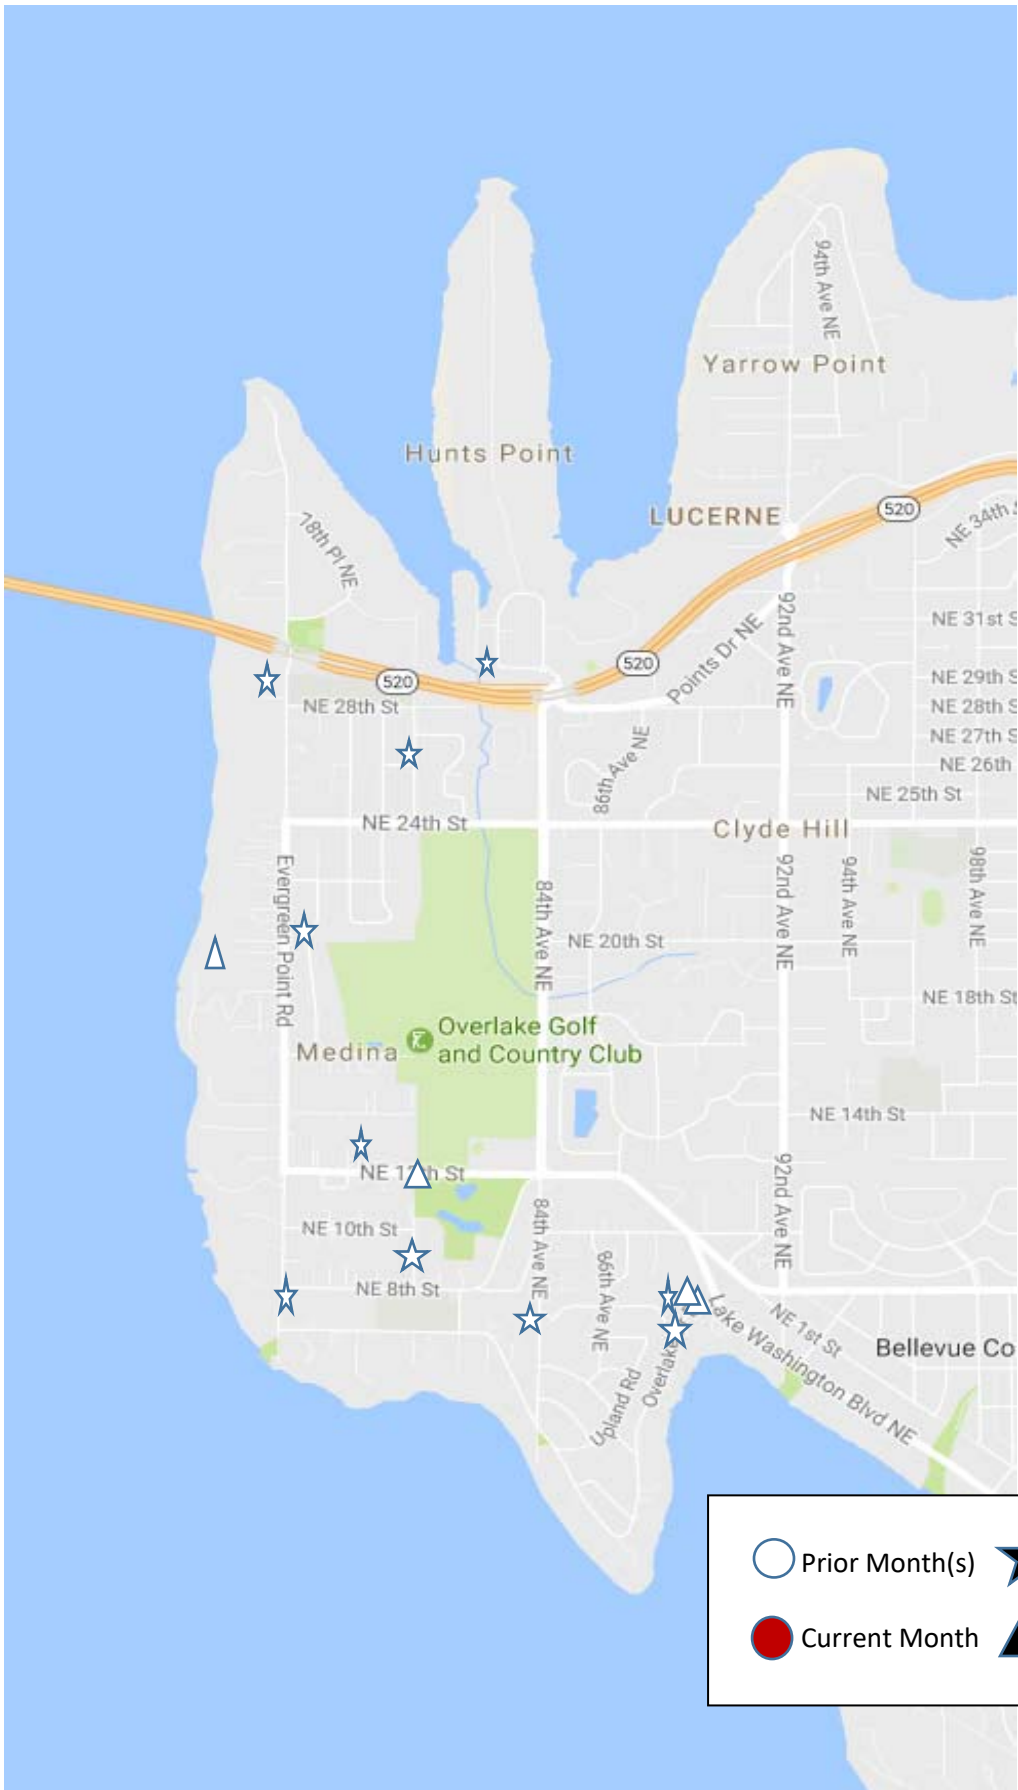 94th Ave NE
Yarrow Point
Hunts Point
LUCERNE
520
NE 34th
78th Pl NE
NE 31st S
92nd Ave NE
Points Dr NE
520
520
NE 29th S
NE 28th St
NE 28th S
86th Ave NE
NE 27th S
NE 26th
NE 25th St
NE 24th St
Clyde Hill
Evergreen Point Rd
84th Ave NE
92nd Ave NE
94th Ave NE
98th Ave NE
NE 20th St
NE 18th St
Overlake Golf
and Country Club
Medina
NE 14th St
NE 12th St
92nd Ave NE
84th Ave NE
NE 10th St
86th Ave NE
NE 8th St
Lake Washington Blvd NE
NE 1st St
Overlake
Bellevue Co
Upland Rd
Prior Month(s)
Current Month